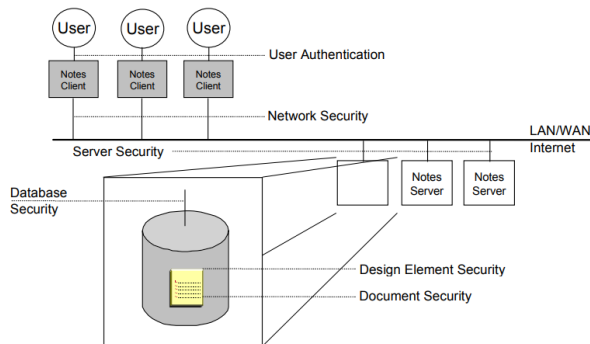 User
User
User
User Authentication
Notes
Client
Notes
Client
Notes
Client
Network Security
LAN/WAN
Internet
Server Security
Notes
Server
Notes
Server
Database
Security
Design Element Security
Document Security